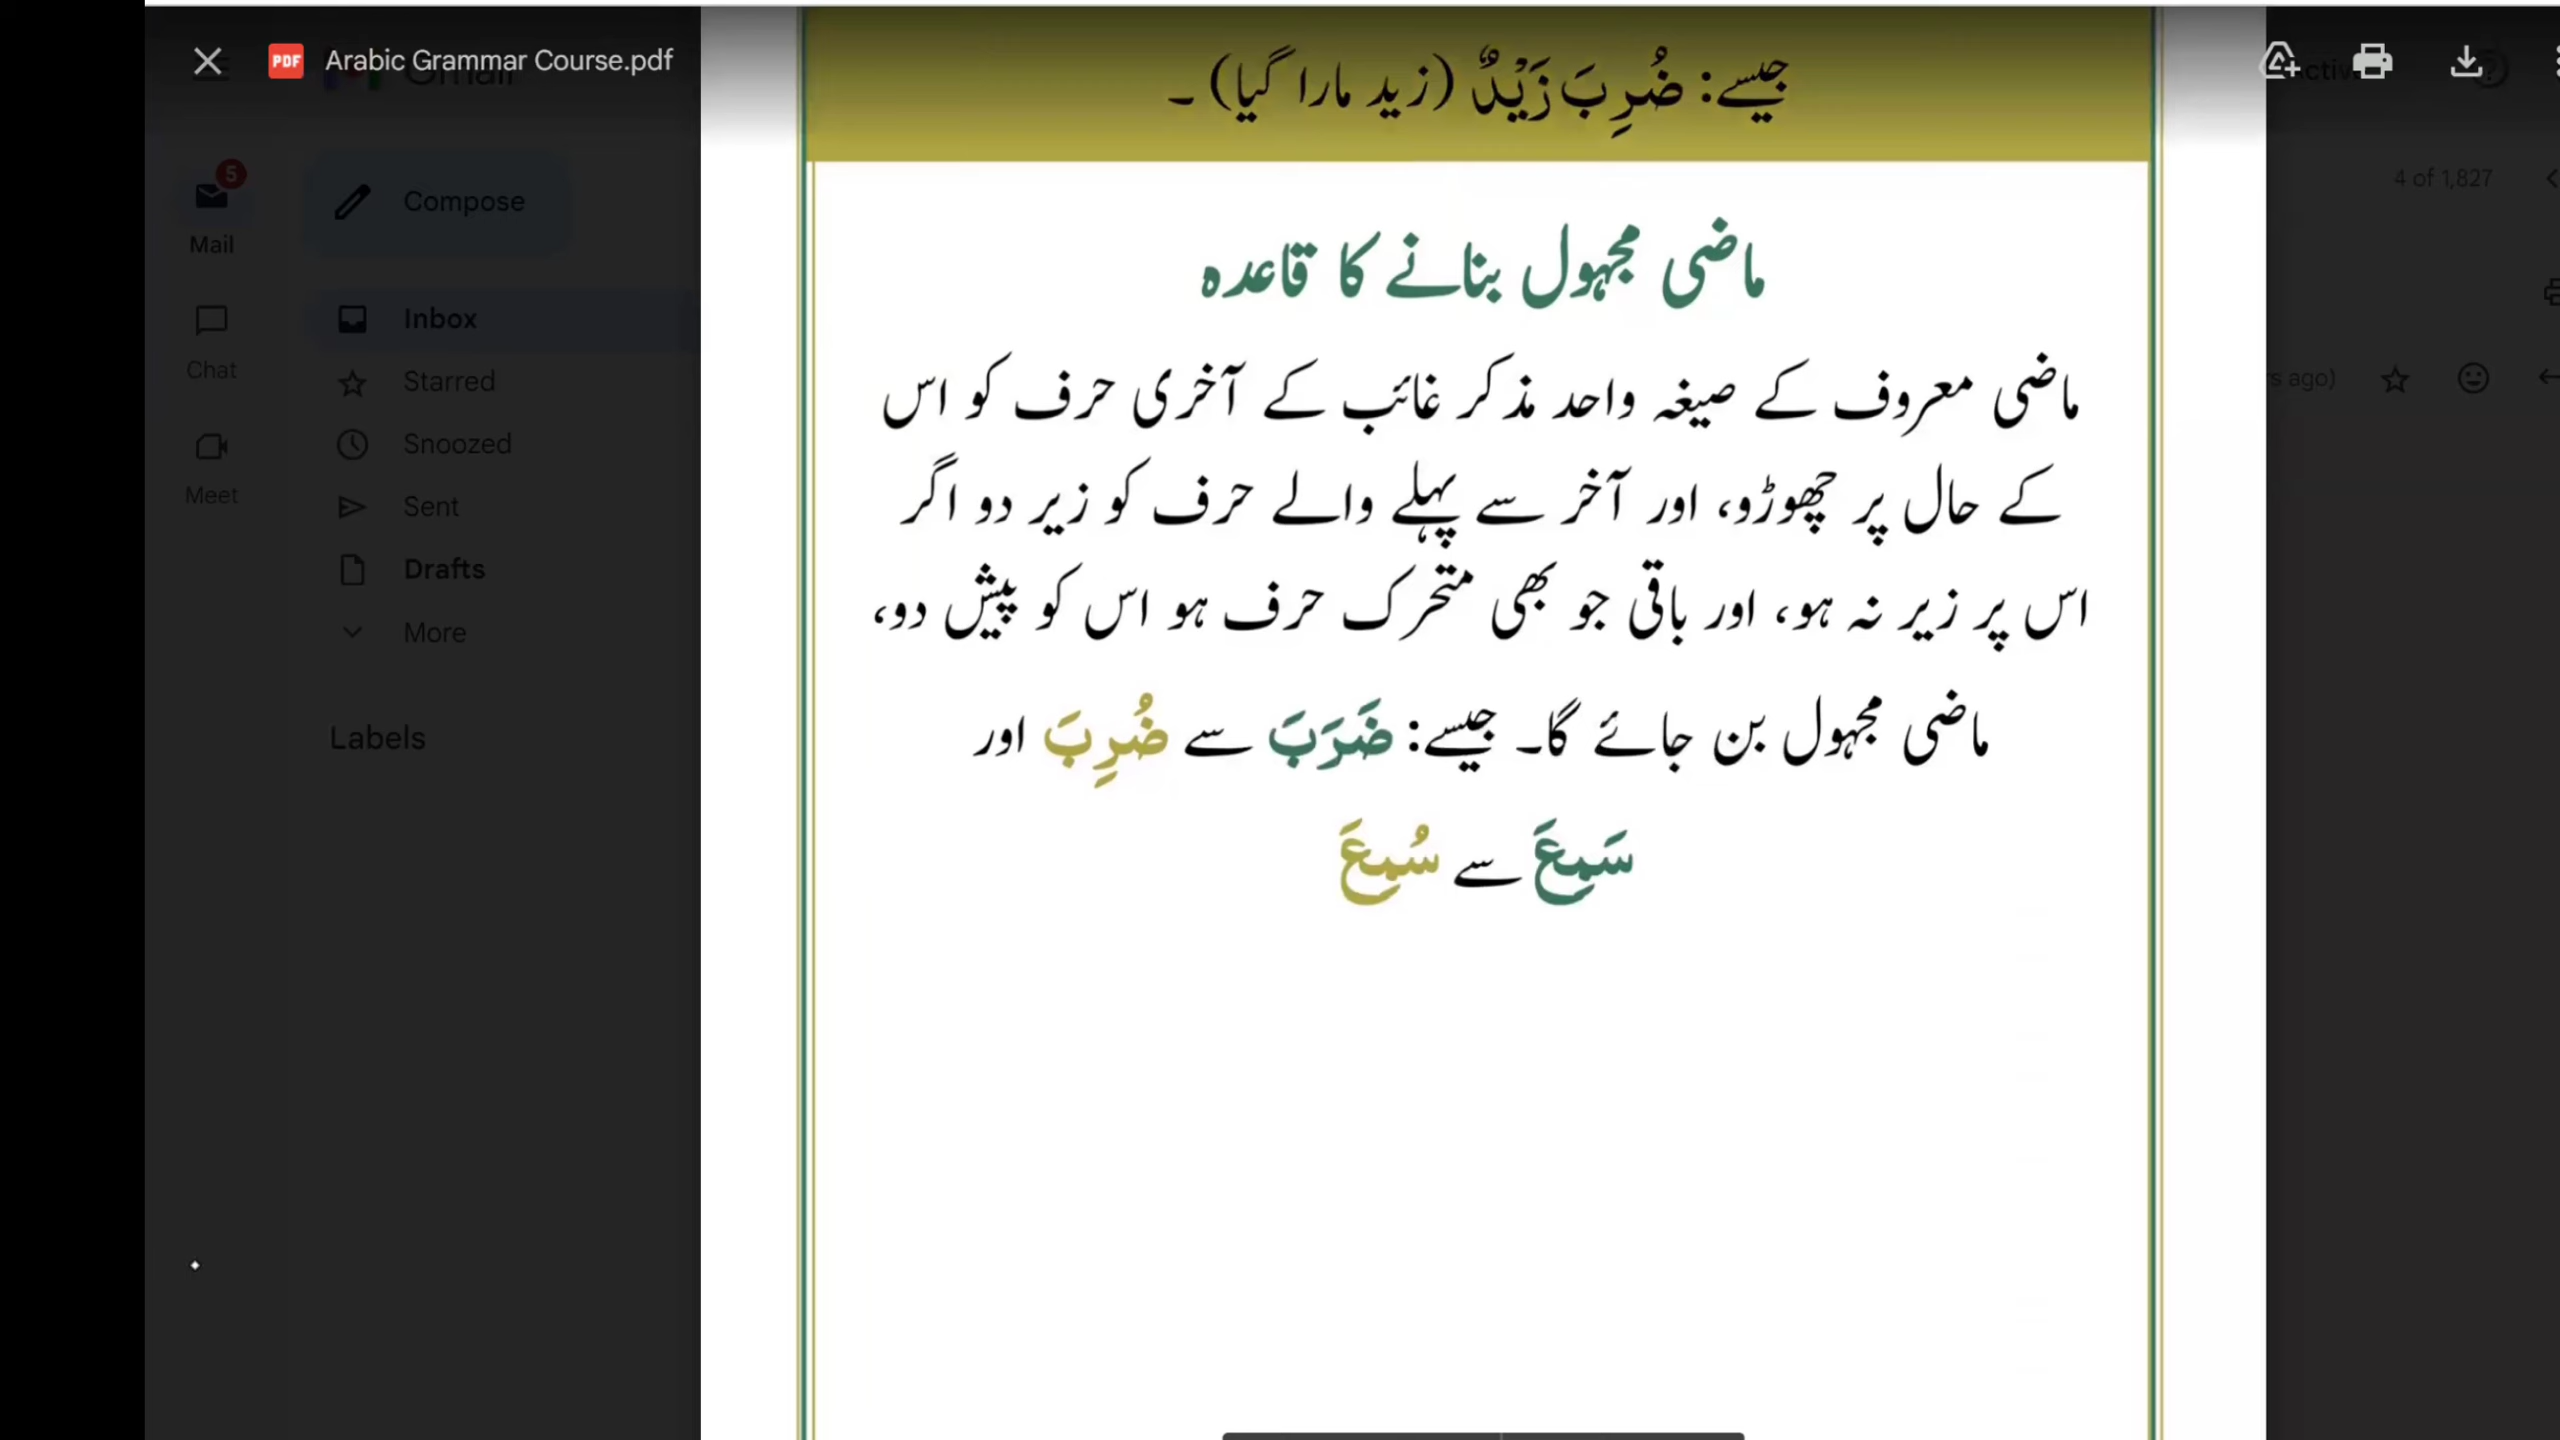 Arabic Grammar Course.pdf
Gmail
5
Mail
Chat
Meet
Compose
Inbox
Starred
Snoozed
Sent
Drafts
More
Labels
جیسے: ضُرِبَ زَیْدٌ (زید مارا گیا) ۔
ماضی مجہول بنانے کا قاعدہ
ماضی معروف کے صیغہ واحد مذکر غائب کے آخری حرف کو اس
کے حال پر چھوڑو، اور آخر سے پہلے والے حرف کو زیر دو اگر
اس پر زیر نہ ہو، اور باقی جو بھی متحرک حرف ہو اس کو پیش دو،
ماضی مجہول بن جائے گا۔ جیسے: ضَرَبَ سے ضُرِبَ اور
سَمِعَ سے سُمِعَ
4 of 1,827
ago)